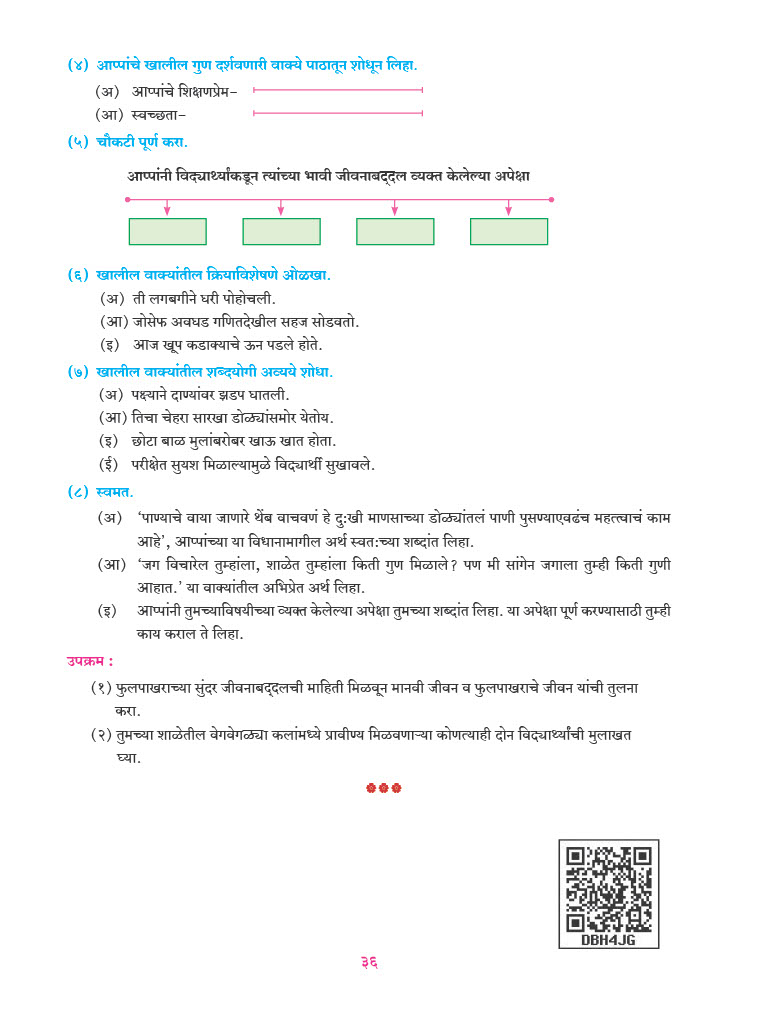 (४) आप्पांचे खालील गुण दर्शवणारी वाक्ये पाठातून शोधून लिहा.
(अ) आप्पांचे शिक्षणप्रेम-
(आ) स्वच्छता-
(५) चौकटी पूर्ण करा.
आप्पांनी विद्यार्थ्यांकडून त्यांच्या भावी जीवनाबद्दल व्यक्त केलेल्या अपेक्षा
(६) खालील वाक्यांतील क्रियाविशेषणे ओळखा.
(अ) ती लगबगीने घरी पोहोचली.
(आ) जोसेफ अवघड गणितदेखील सहज सोडवतो.
(इ) आज खूप कडाक्याचे ऊन पडले होते.
(७) खालील वाक्यांतील शब्दयोगी अव्यये शोधा.
(अ) पक्ष्याने दाण्यांवर झडप घातली.
(आ) तिचा चेहरा सारखा डोळ्यांसमोर येतोय.
(इ) छोटा बाळ मुलांबरोबर खाऊ खात होता.
(ई) परीक्षेत सुयश मिळाल्यामुळे विद्यार्थी सुखावले.
(८) स्वमत.
(अ) ‘पाण्याचे वाया जाणारे थेंब वाचवणं हे दुःखी माणसाच्या डोळ्यांतलं पाणी पुसण्याएवढंच महत्त्वाचं काम
आहे’, आप्पांच्या या विधानामागील अर्थ स्वतःच्या शब्दांत लिहा.
(आ) ‘जग विचारेल तुम्हांला, शाळेत तुम्हांला किती गुण मिळाले? पण मी सांगेन जगाला तुम्ही किती गुणी
आहात.’ या वाक्यांतील अभिप्रेत अर्थ लिहा.
(इ) आप्पांनी तुमच्याविषयीच्या व्यक्त केलेल्या अपेक्षा तुमच्या शब्दांत लिहा. या अपेक्षा पूर्ण करण्यासाठी तुम्ही
काय कराल ते लिहा.
उपक्रम :
(१) फुलपाखराच्या सुंदर जीवनाबद्दलची माहिती मिळवून मानवी जीवन व फुलपाखराचे जीवन यांची तुलना
करा.
(२) तुमच्या शाळेतील वेगवेगळ्या कलांमध्ये प्रावीण्य मिळवणाऱ्या कोणत्याही दोन विद्यार्थ्यांची मुलाखत
घ्या.
DBH4JG
३६